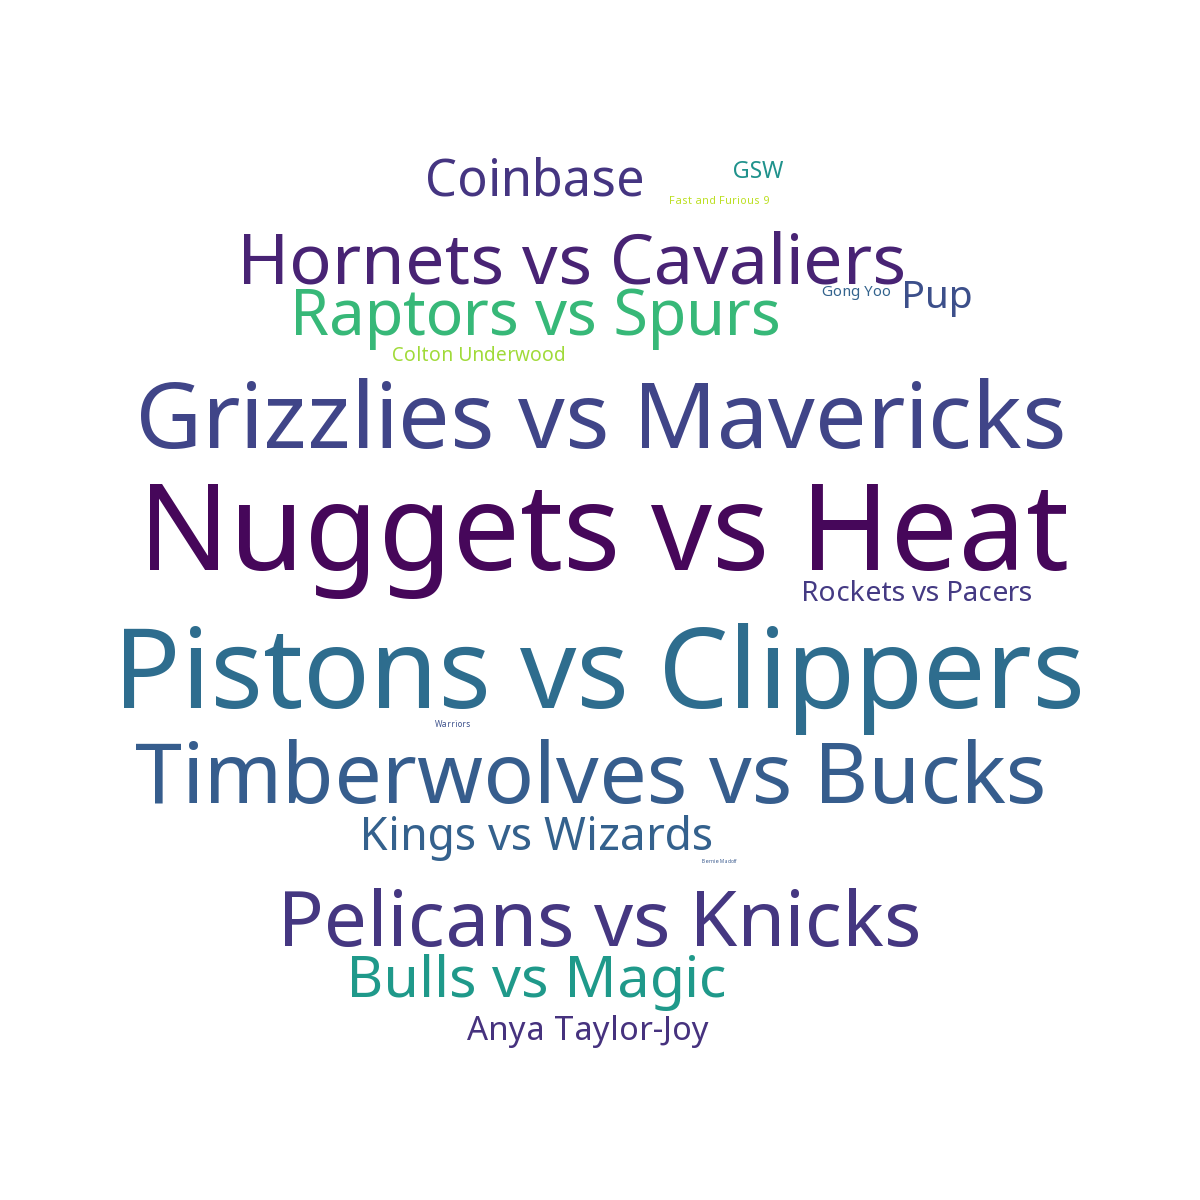 Coinbase
GSW
Fast and Furious 9
Hornets vs Cavaliers
Raptors vs Spurs
Gong Yoo
Pup
Colton Underwood
Grizzlies vs Mavericks
Nuggets vs Heat
Rockets vs Pacers
Pistons vs Clippers
Warriors
Timberwolves vs Bucks
Kings vs Wizards
Bernie Madoff
Pelicans vs Knicks
Bulls vs Magic
Anya Taylor-Joy